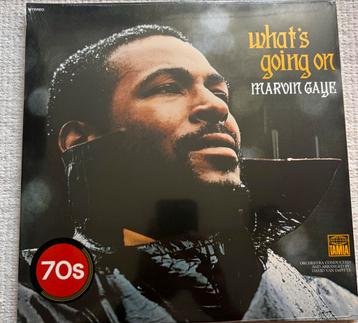 STEREO
what's
going on
MARVIN GAYE
TAMLA
ORCHESTRA CONDUCTED
AND ARRANGED BY
DAVID VAN DEPITTE
70s